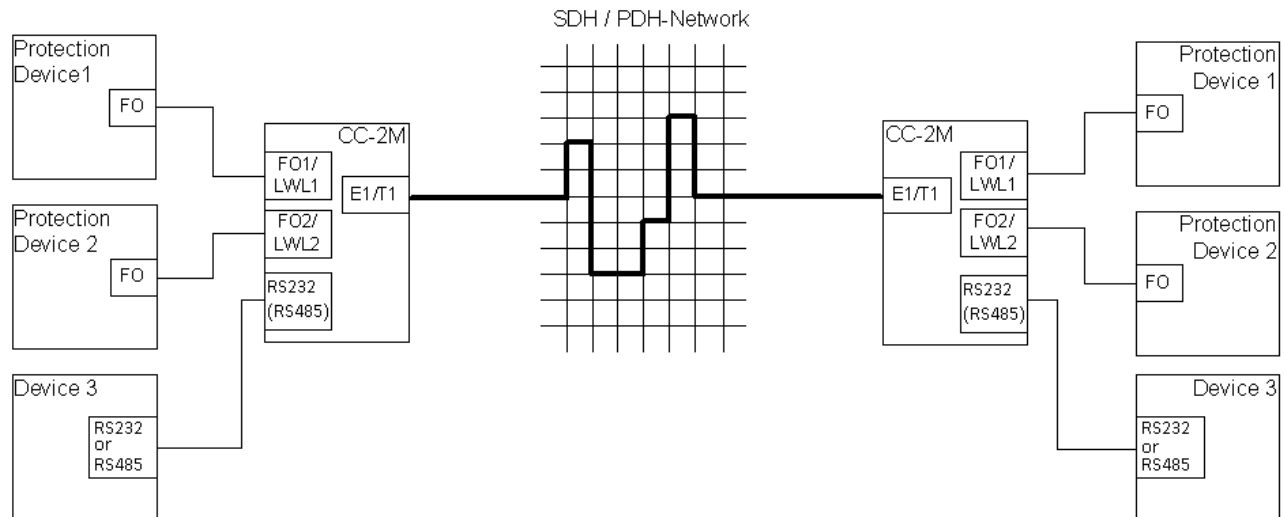 SDH / PDH-Network
Protection
Device1
FO
CC-2M
FO1/
LWL1
FO2/
LWL2
RS232
(RS485)
E1/T1
Protection
Device 2
FO
Device 3
RS232
or
RS485
CC-2M
E1/T1
FO1/
LWL1
FO2/
LWL2
RS232
(RS485)
Protection
Device 1
FO
Protection
Device 2
FO
Device 3
RS232
or
RS485